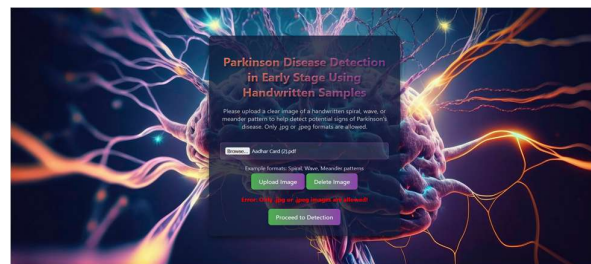 Parkinson Disease Detection
in Early Stage Using
Handwritten Samples
Please upload a clear image of a handwritten spiral, wave, or
meander pattern to help detect potential signs of Parkinson's
disease. Only .jpg or .jpeg formats are allowed.
Browse... Aadhar Card (2).pdf
Example formats: Spiral, Wave, Meander patterns
Upload Image Delete Image
Error: Only .jpg or .jpeg images are allowed!
Proceed to Detection